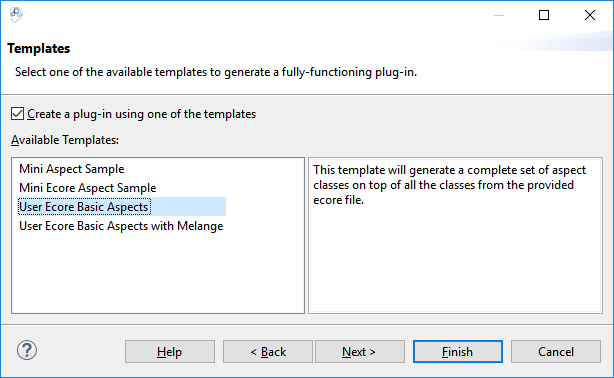 Templates
Select one of the available templates to generate a fully-functioning plug-in.
Create a plug-in using one of the templates
Available Templates:
Mini Aspect Sample
Mini Ecore Aspect Sample
User Ecore Basic Aspects
User Ecore Basic Aspects with Melange
This template will generate a complete set of aspect
classes on top of all the classes from the provided
ecore file.
?
Help
< Back
Next >
Finish
Cancel